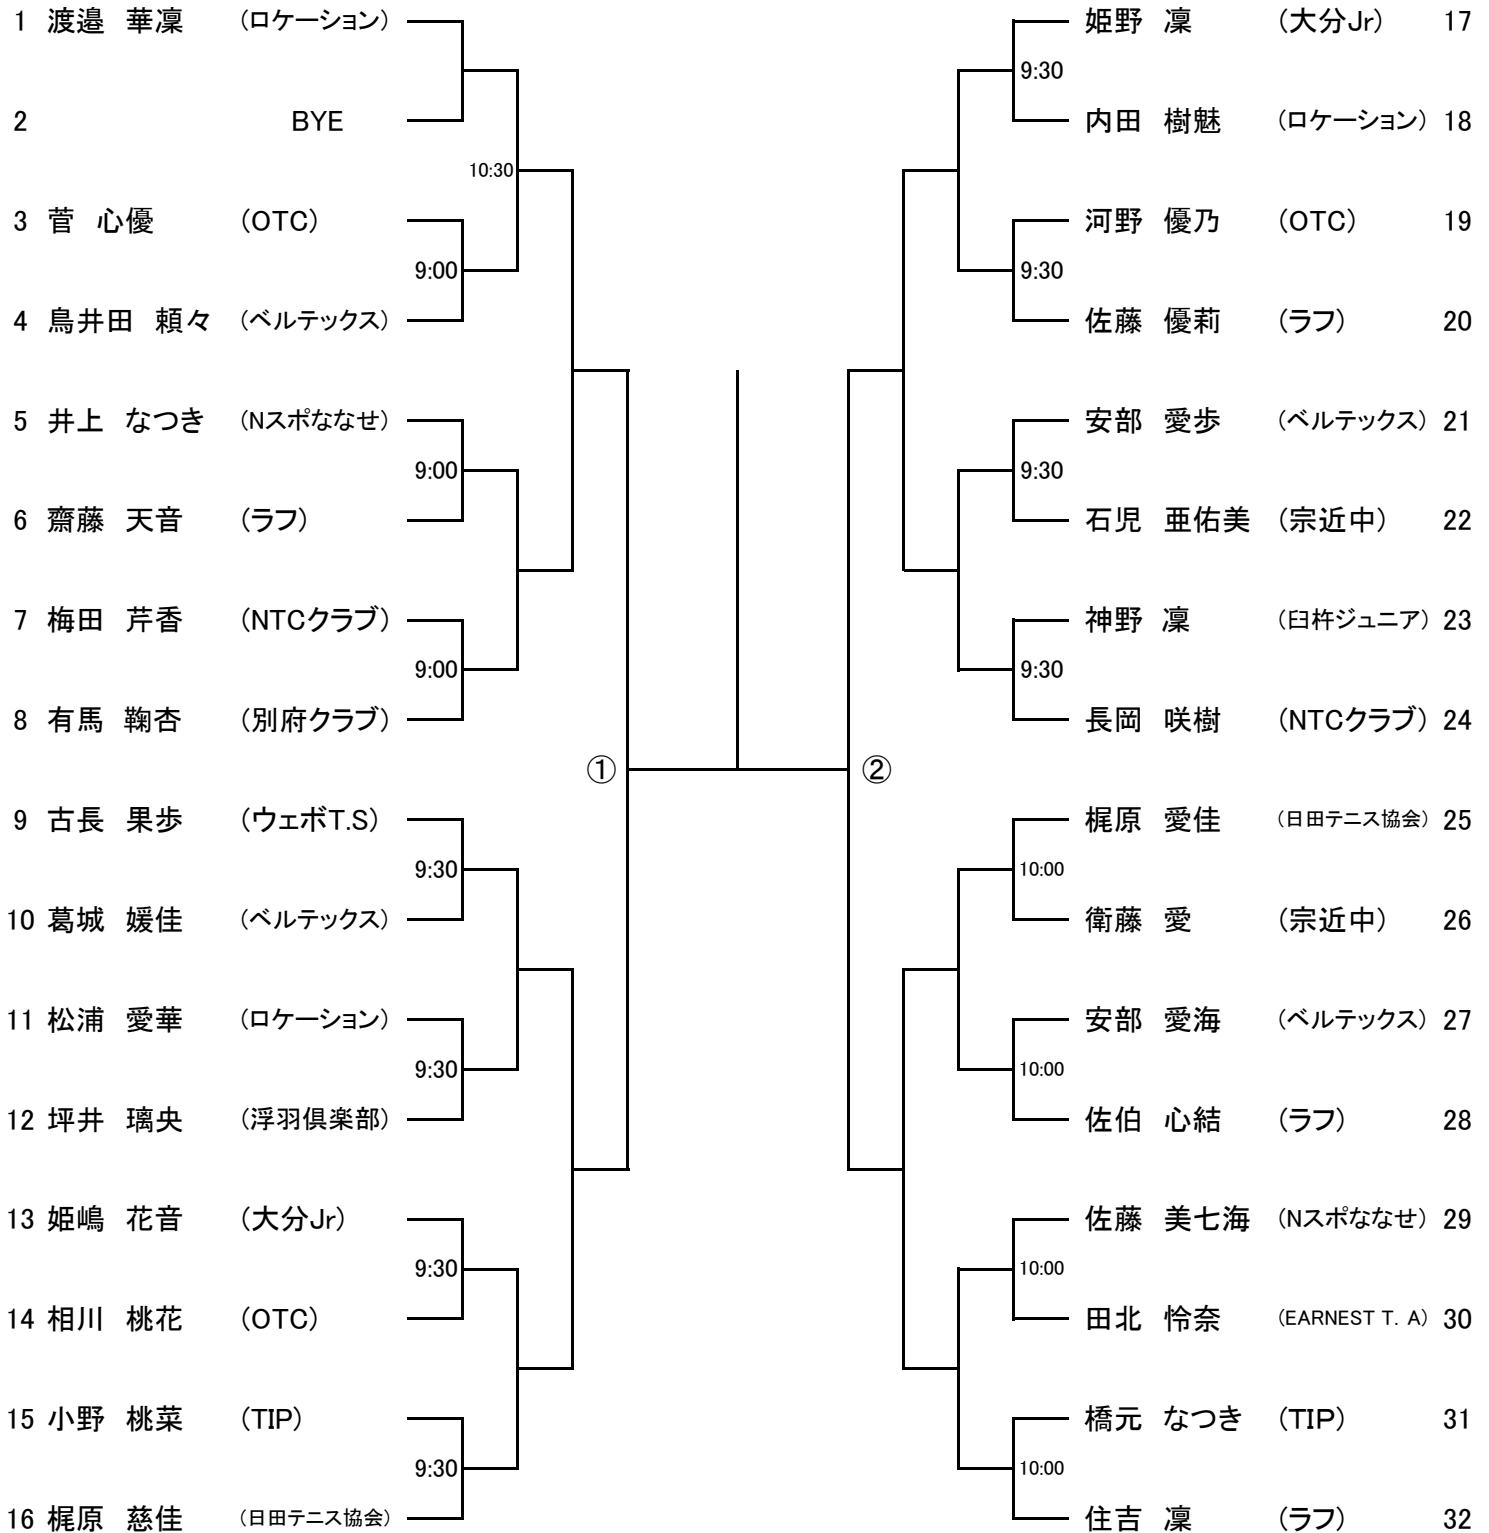 1 渡邉 華凜 (ロケーション)
2 BYE
10:30
3 菅 心優 (OTC)
9:00
4 鳥井田 頼々 (ベルテックス)
5 井上 なつき (Nスポななせ)
9:00
6 齋藤 天音 (ラフ)
7 梅田 芹香 (NTCクラブ)
9:00
8 有馬 鞠杏 (別府クラブ)
①
9 古長 果歩 (ウェボT.S)
9:30
10 葛城 媛佳 (ベルテックス)
11 松浦 愛華 (ロケーション)
9:30
12 坪井 璃央 (浮羽倶楽部)
13 姫嶋 花音 (大分Jr)
9:30
14 相川 桃花 (OTC)
15 小野 桃菜 (TIP)
9:30
16 梶原 慈佳 (日田テニス協会)
姫野 凜 (大分Jr) 17
9:30
内田 樹魅 (ロケーション) 18
河野 優乃 (OTC) 19
9:30
佐藤 優莉 (ラフ) 20
安部 愛歩 (ベルテックス) 21
9:30
石児 亜佑美 (宗近中) 22
神野 凜 (臼杵ジュニア) 23
9:30
長岡 咲樹 (NTCクラブ) 24
②
梶原 愛佳 (日田テニス協会) 25
10:00
衛藤 愛 (宗近中) 26
安部 愛海 (ベルテックス) 27
10:00
佐伯 心結 (ラフ) 28
佐藤 美七海 (Nスポななせ) 29
10:00
田北 怜奈 (EARNEST T. A) 30
橋元 なつき (TIP) 31
10:00
住吉 凜 (ラフ) 32